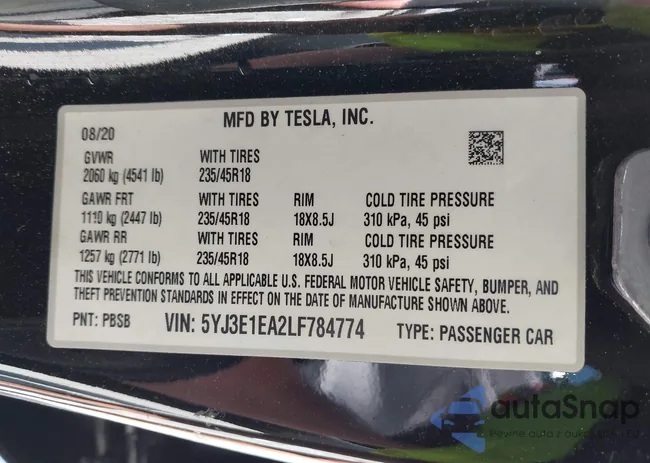 MFD BY TESLA, INC.
08/20
GVWR WITH TIRES
2060 kg (4541 lb) 235/45R18
GAWR FRT WITH TIRES RIM COLD TIRE PRESSURE
1110 kg (2447 lb) 235/45R18 18X8.5J 310 kPa, 45 psi
GAWR RR WITH TIRES RIM COLD TIRE PRESSURE
1257 kg (2771 lb) 235/45R18 18X8.5J 310 kPa, 45 psi
THIS VEHICLE CONFORMS TO ALL APPLICABLE U.S. FEDERAL MOTOR VEHICLE SAFETY, BUMPER, AND
THEFT PREVENTION STANDARDS IN EFFECT ON THE DATE OF MANUFACTURE SHOWN ABOVE.
PNT: PBSB VIN: 5YJ3E1EA2LF784774 TYPE: PASSENGER CAR
autaSnap
Pewne auta z aukcji